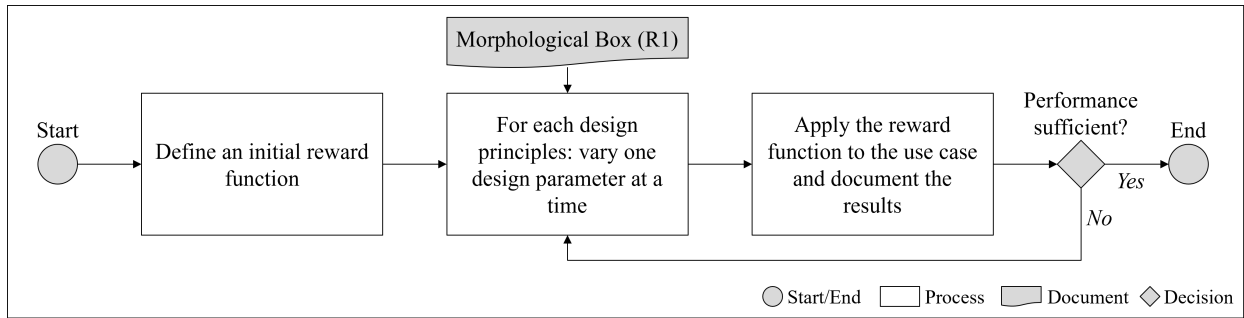 Morphological Box (R1)
Start
Define an initial reward
function
For each design
principles: vary one
design parameter at a
time
Apply the reward
function to the use case
and document the
results
Performance
sufficient?
End
Yes
No
Start/End
Process
Document
Decision